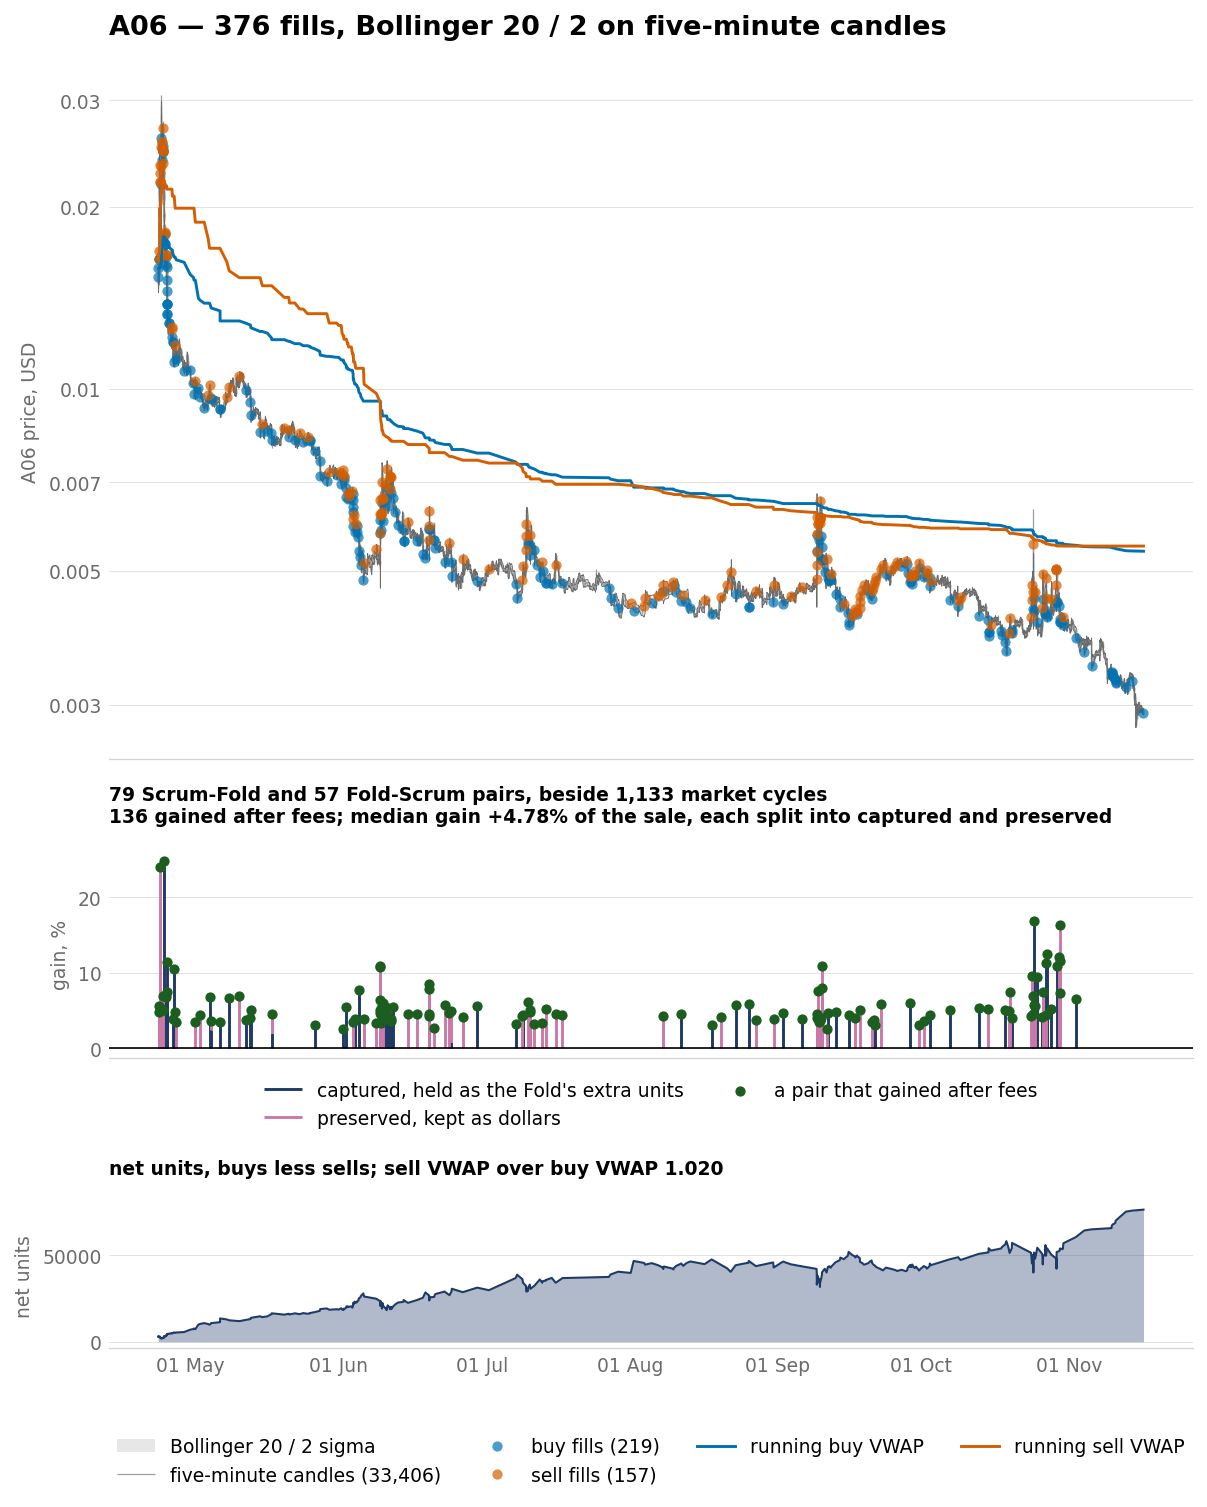 A06 — 376 fills, Bollinger 20 / 2 on five-minute candles
0.03
0.02
0.01
0.007
0.005
0.003
A06 price, USD
79 Scrum-Fold and 57 Fold-Scrum pairs, beside 1,133 market cycles
136 gained after fees; median gain +4.78% of the sale, each split into captured and preserved
20
10
0
gain, %
captured, held as the Fold's extra units
preserved, kept as dollars
a pair that gained after fees
net units, buys less sells; sell VWAP over buy VWAP 1.020
50000
0
net units
01 May
01 Jun
01 Jul
01 Aug
01 Sep
01 Oct
01 Nov
Bollinger 20 / 2 sigma
five-minute candles (33,406)
buy fills (219)
sell fills (157)
running buy VWAP
running sell VWAP